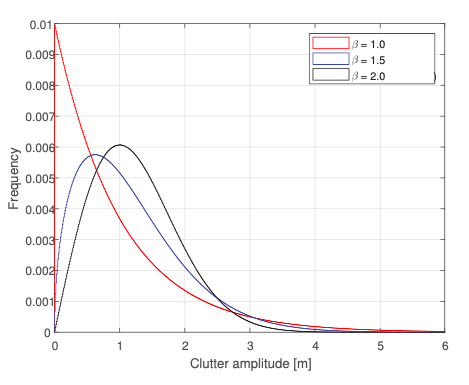 0.01
0.009
0.008
0.007
0.006
0.005
0.004
0.003
0.002
0.001
0
Frequency
β = 1.0
β = 1.5
β = 2.0
)
0 1 2 3 4 5 6
Clutter amplitude [m]